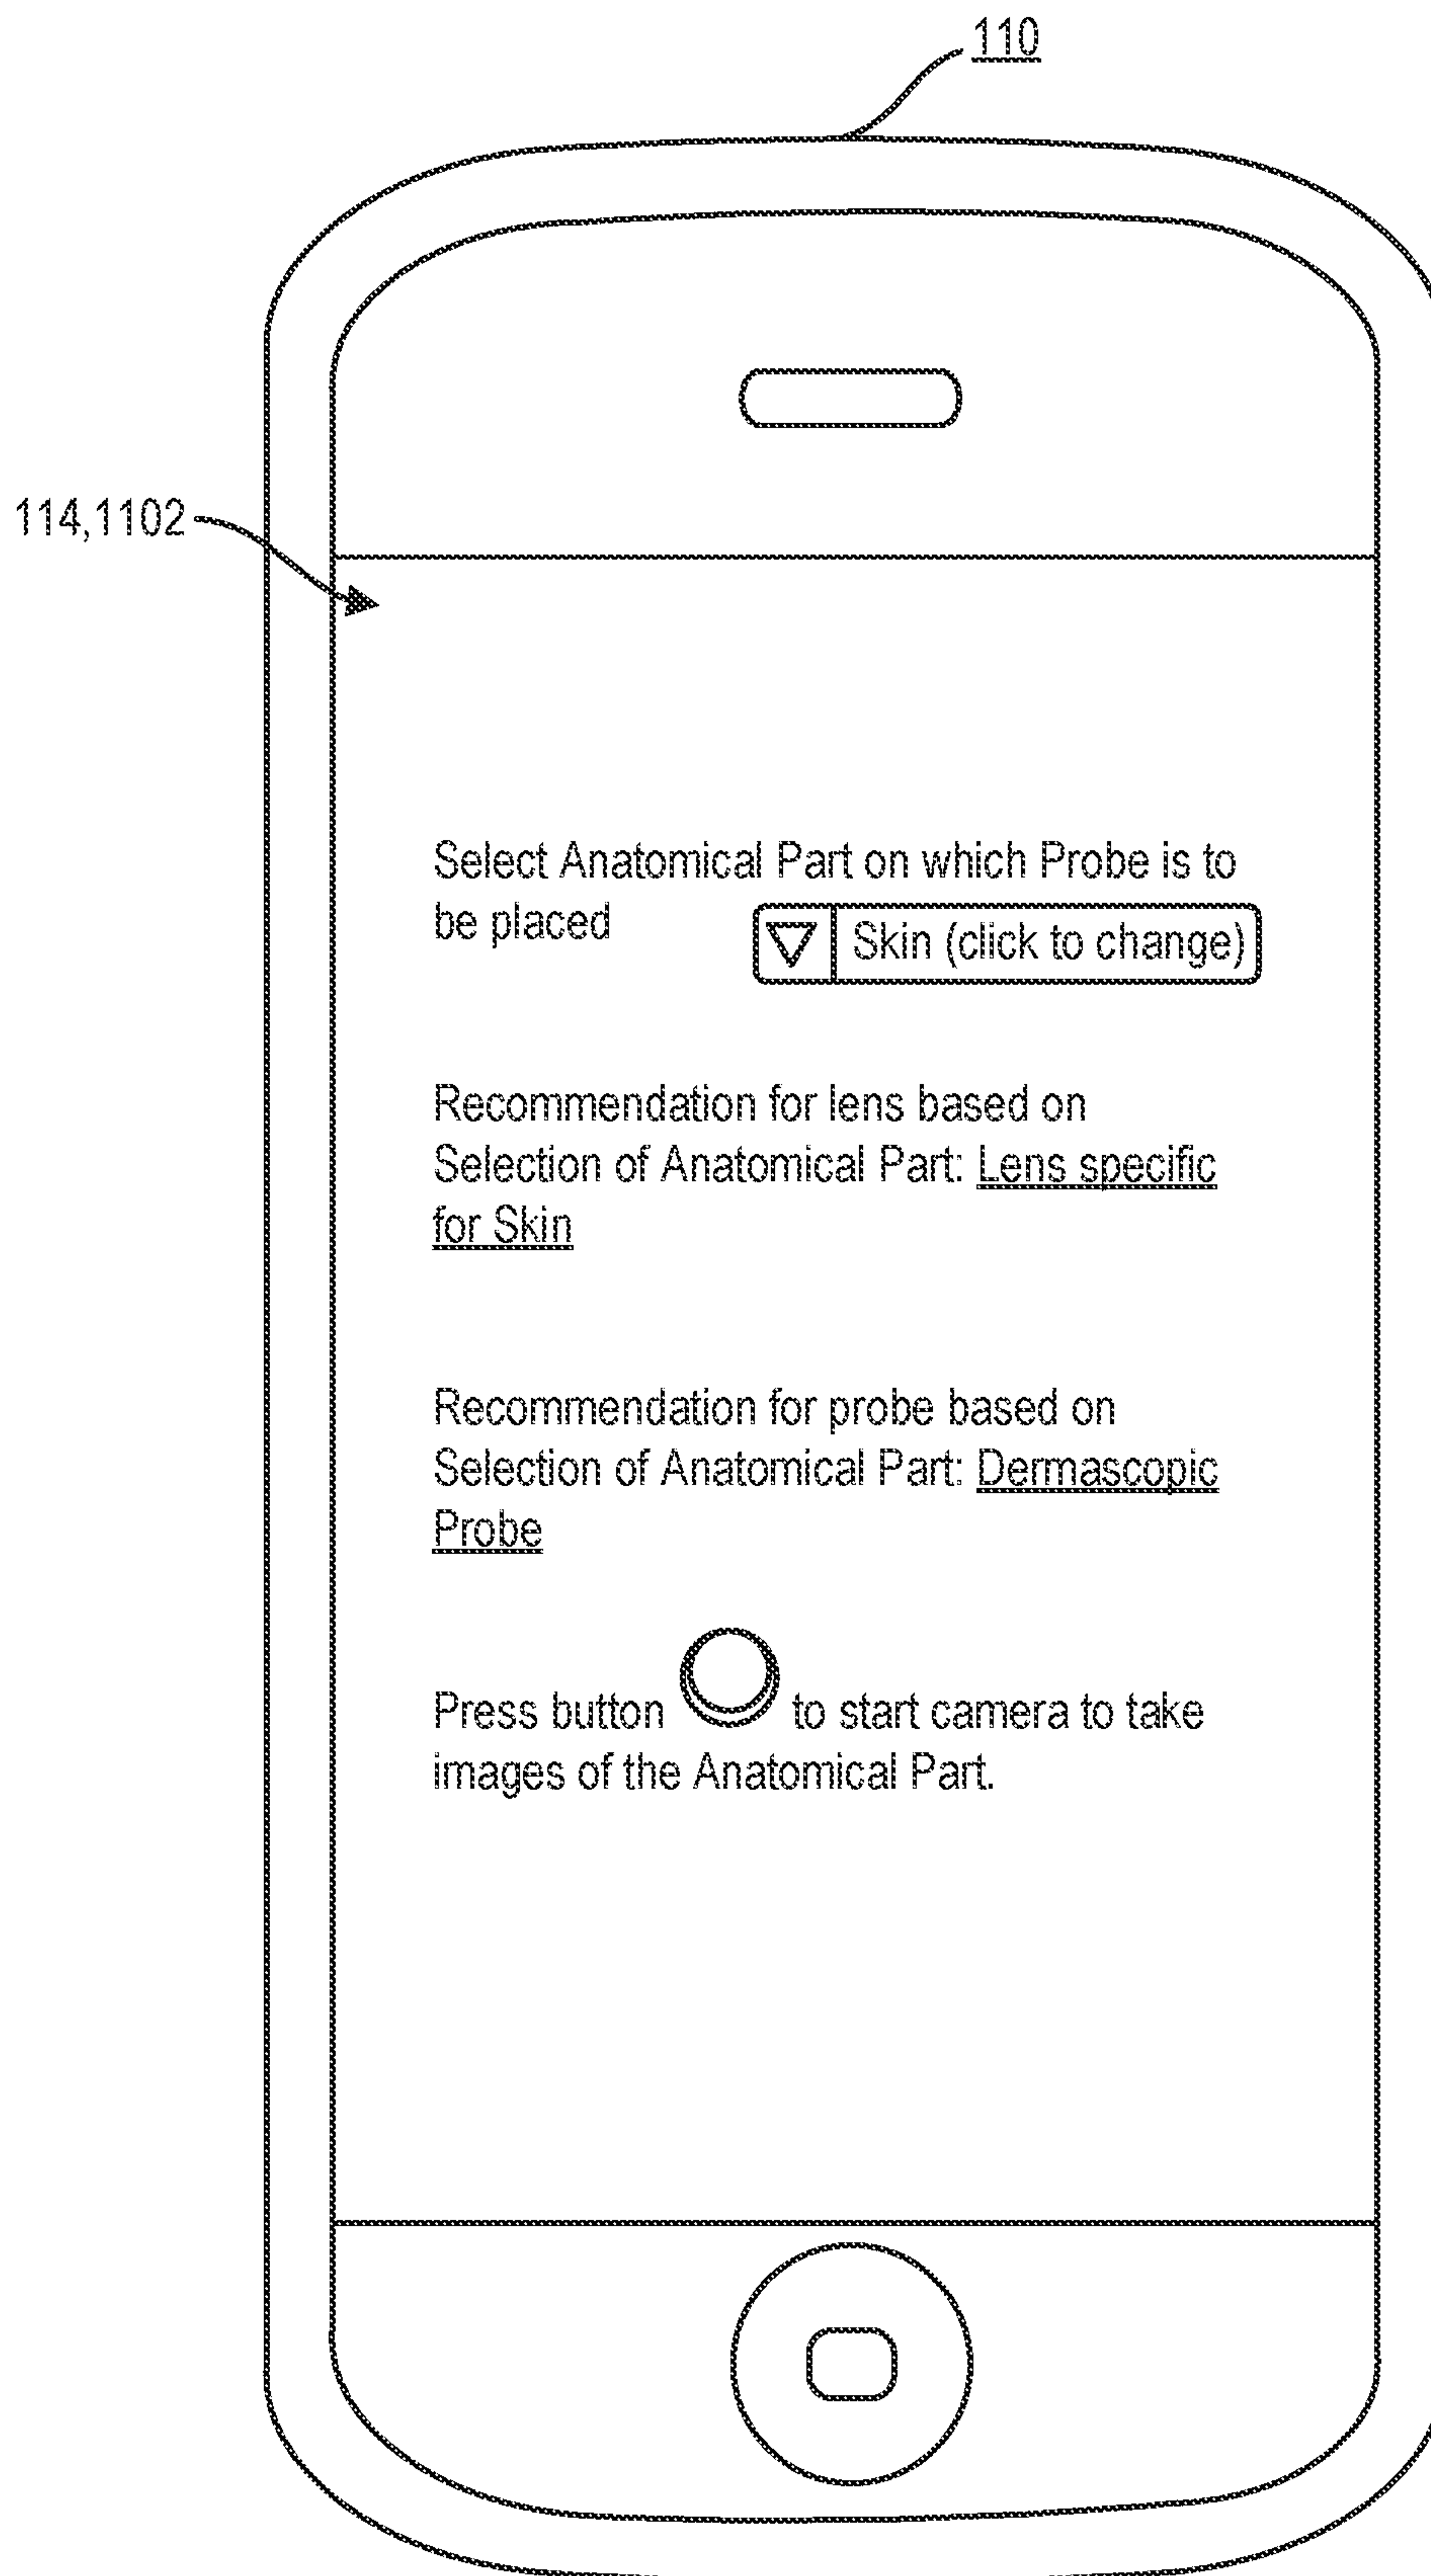 110
114,1102
Select Anatomical Part on which Probe is to
be placed
Skin (click to change)
Recommendation for lens based on
Selection of Anatomical Part: Lens specific
for Skin
Recommendation for probe based on
Selection of Anatomical Part: Dermascopic
Probe
Press button to start camera to take
images of the Anatomical Part.